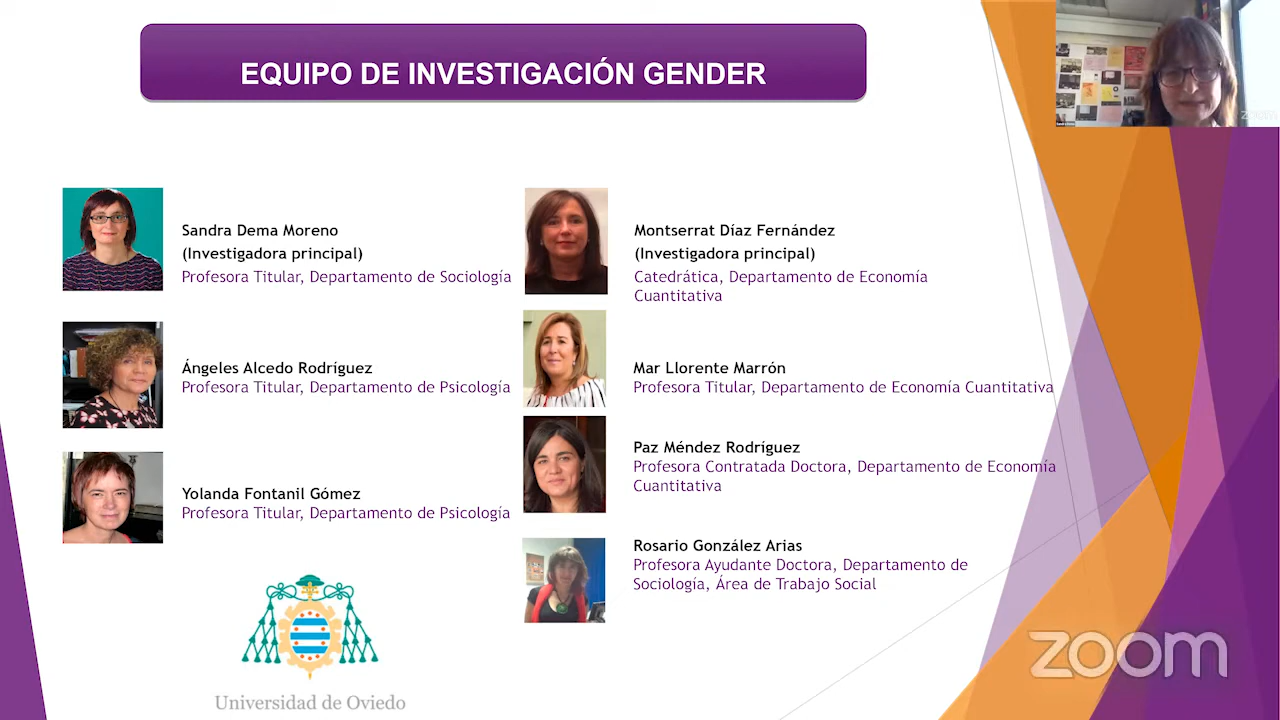 EQUIPO DE INVESTIGACIÓN GENDER
Sandra Dema Moreno
(Investigadora principal)
Profesora Titular, Departamento de Sociología
Ángeles Alcedo Rodríguez
Profesora Titular, Departamento de Psicología
Yolanda Fontanil Gómez
Profesora Titular, Departamento de Psicología
Montserrat Díaz Fernández
(Investigadora principal)
Catedrática, Departamento de Economía
Cuantitativa
Mar Llorente Marrón
Profesora Titular, Departamento de Economía Cuantitativa
Paz Méndez Rodríguez
Profesora Contratada Doctora, Departamento de Economía
Cuantitativa
Rosario González Arias
Profesora Ayudante Doctora, Departamento de
Sociología, Área de Trabajo Social
Universidad de Oviedo
zoom
zoom